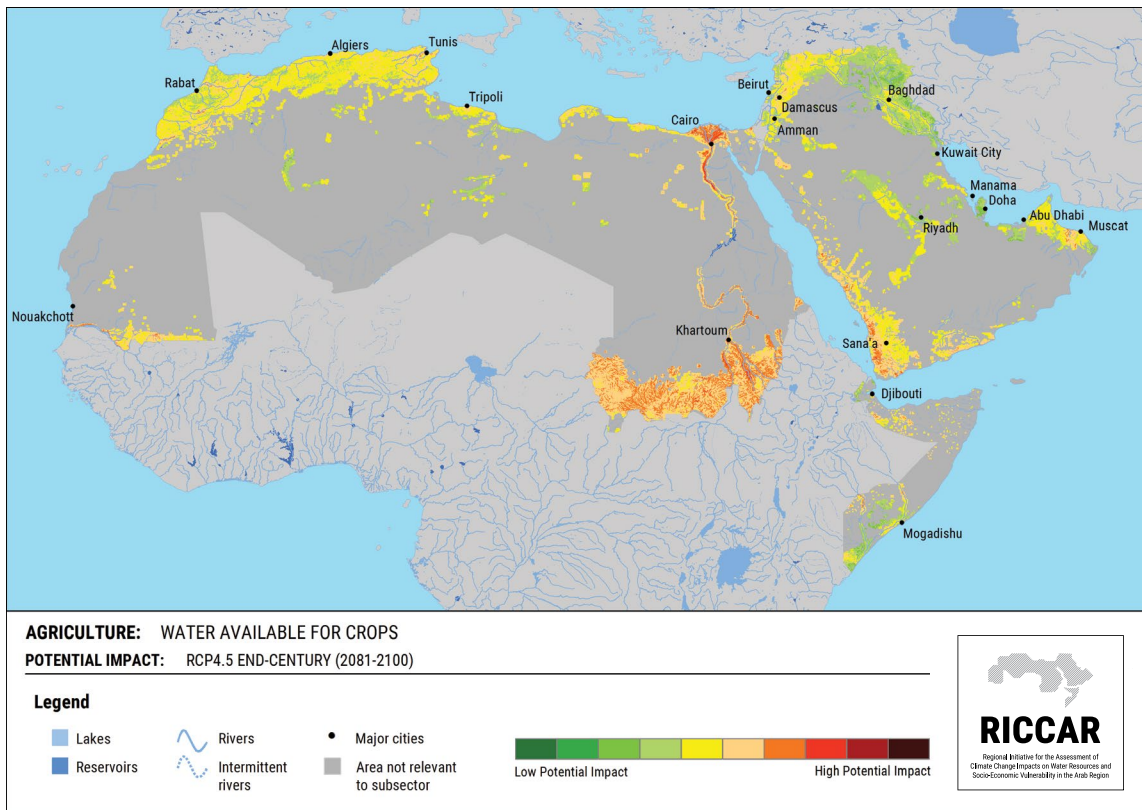 Algiers
Tunis
Rabat
Tripoli
Beirut
Damascus
Baghdad
Amman
Cairo
Kuwait City
Manama
Doha
Abu Dhabi
Muscat
Riyadh
Nouakchott
Khartoum
Sana'a
Djibouti
Mogadishu
AGRICULTURE: WATER AVAILABLE FOR CROPS
POTENTIAL IMPACT: RCP4.5 END-CENTURY (2081-2100)
Legend
Lakes
Reservoirs
Rivers
Intermittent
rivers
Major cities
Area not relevant
to subsector
Low Potential Impact
High Potential Impact
RICCAR
Regional Initiative for the Assessment of
Climate Change Impacts on Water Resources and
Socio-Economic Vulnerability in the Arab Region